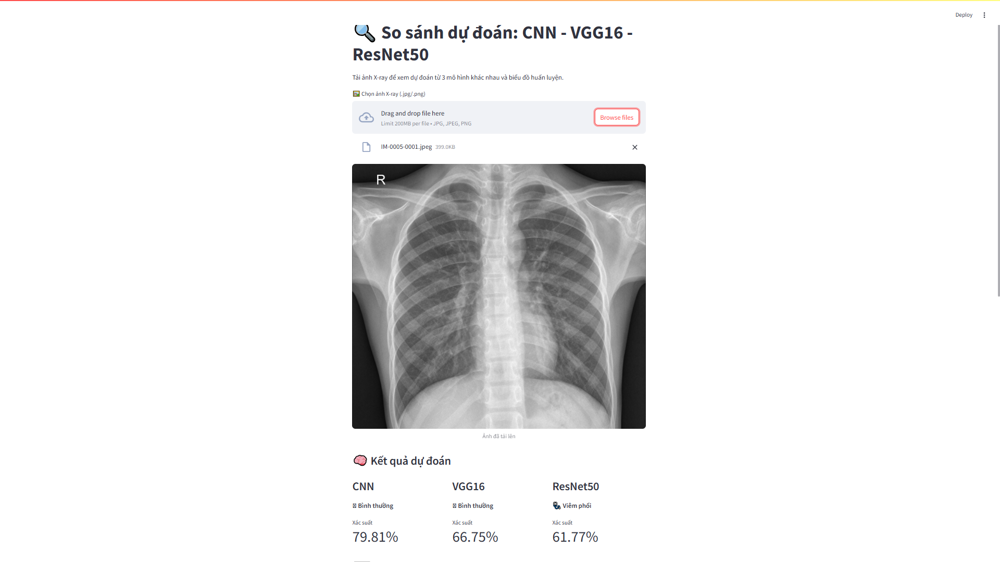 Deploy
So sánh dự đoán: CNN - VGG16 -
ResNet50
Tải ảnh X-ray để xem dự đoán từ 3 mô hình khác nhau và biểu đồ huấn luyện.
Chọn ảnh X-ray (.jpg/.png)
Drag and drop file here
Limit 200MB per file • JPG, JPEG, PNG
Browse files
IM-0005-0001.jpeg 399.0KB
R
Ảnh đã tải lên
Kết quả dự đoán
CNN
VGG16
ResNet50
Bình thường
Bình thường
Viêm phổi
Xác suất
Xác suất
Xác suất
79.81%
66.75%
61.77%